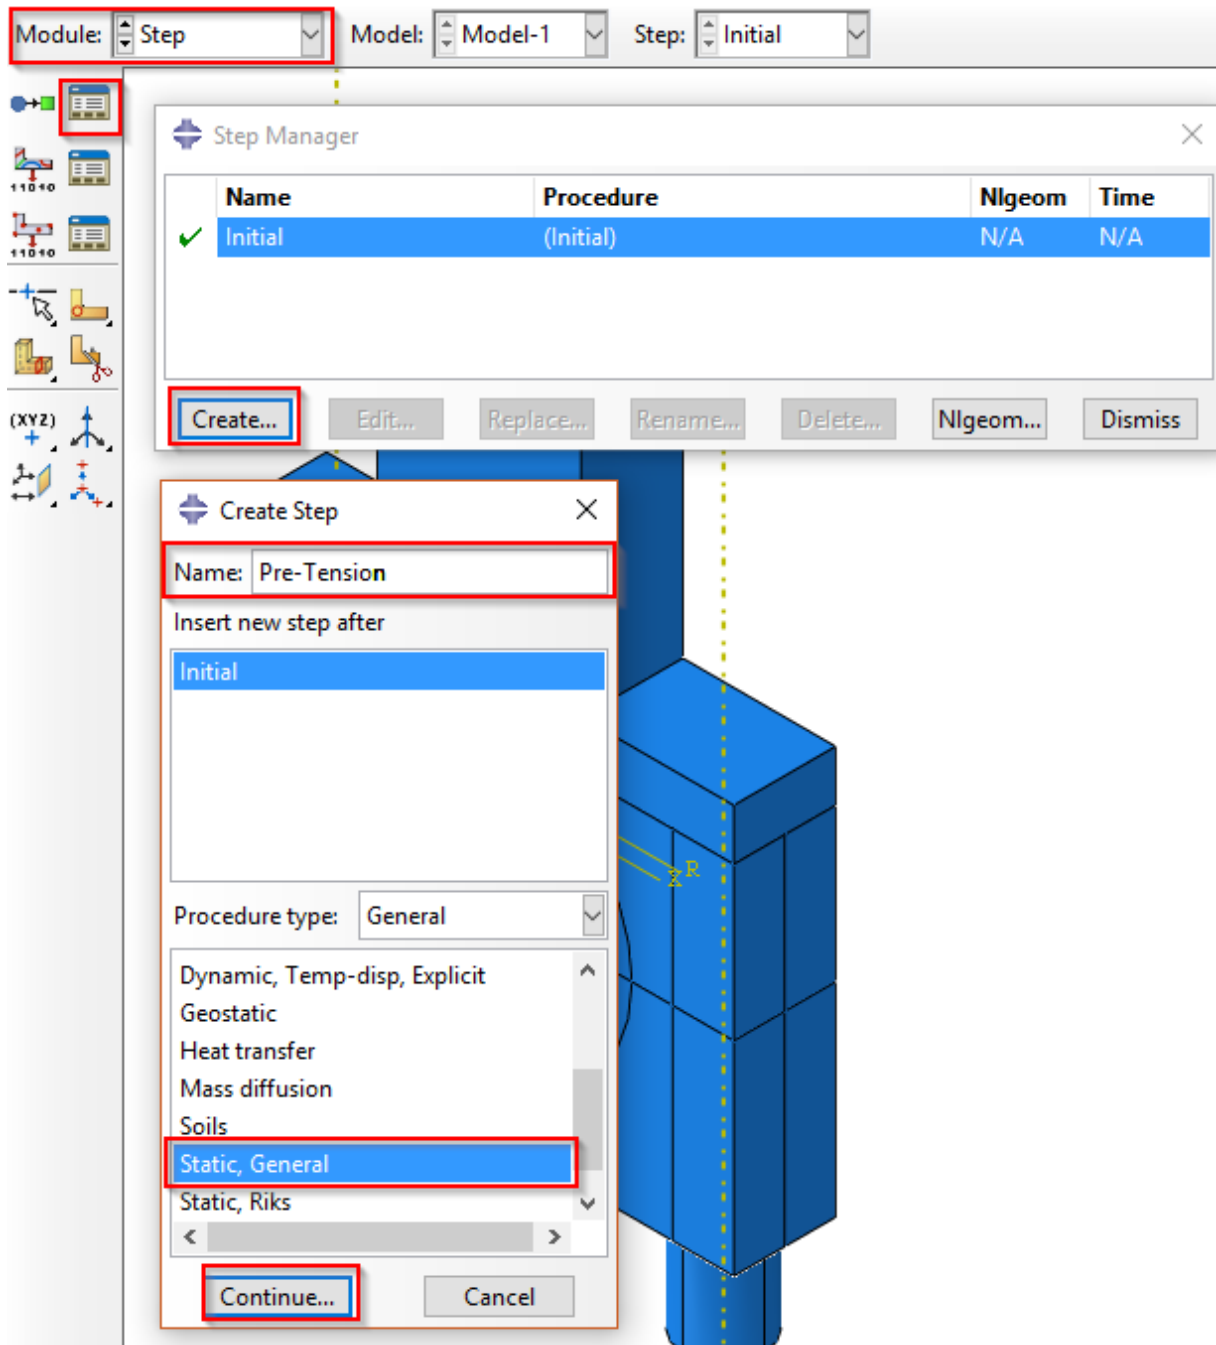 Module: Step Model: Model-1 Step: Initial
Step Manager
Name Procedure Nlgeom Time
Initial (Initial) N/A N/A
11010
11010
(XYZ)
Create... Edit... Replace... Rename... Delete... Nlgeom... Dismiss
Create Step
Name: Pre-Tension
Insert new step after
Initial
R
Procedure type: General
Dynamic, Temp-disp, Explicit
Geostatic
Heat transfer
Mass diffusion
Soils
Static, General
Static, Riks
Continue... Cancel